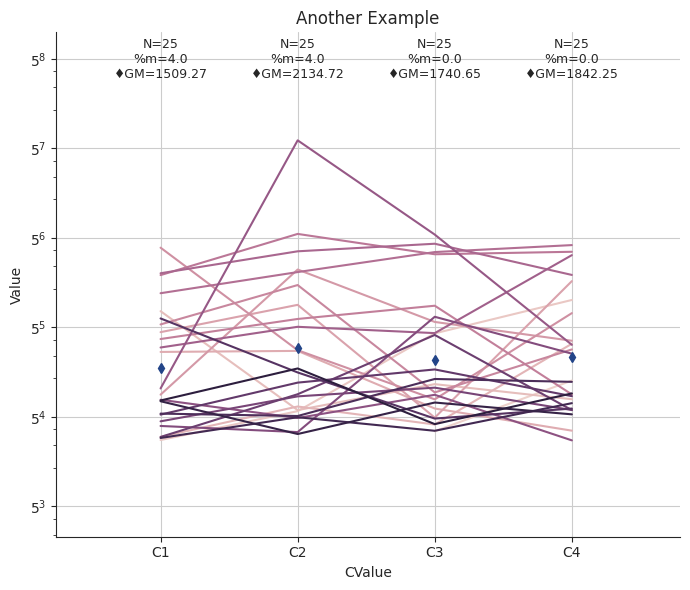 Another Example
N=25 N=25 N=25 N=25
%m=4.0 %m=4.0 %m=0.0 %m=0.0
♦GM=1509.27 ♦GM=2134.72 ♦GM=1740.65 ♦GM=1842.25
5⁸
5⁷
5⁶
5⁵
5⁴
5³
Value
C1 C2 C3 C4
CValue